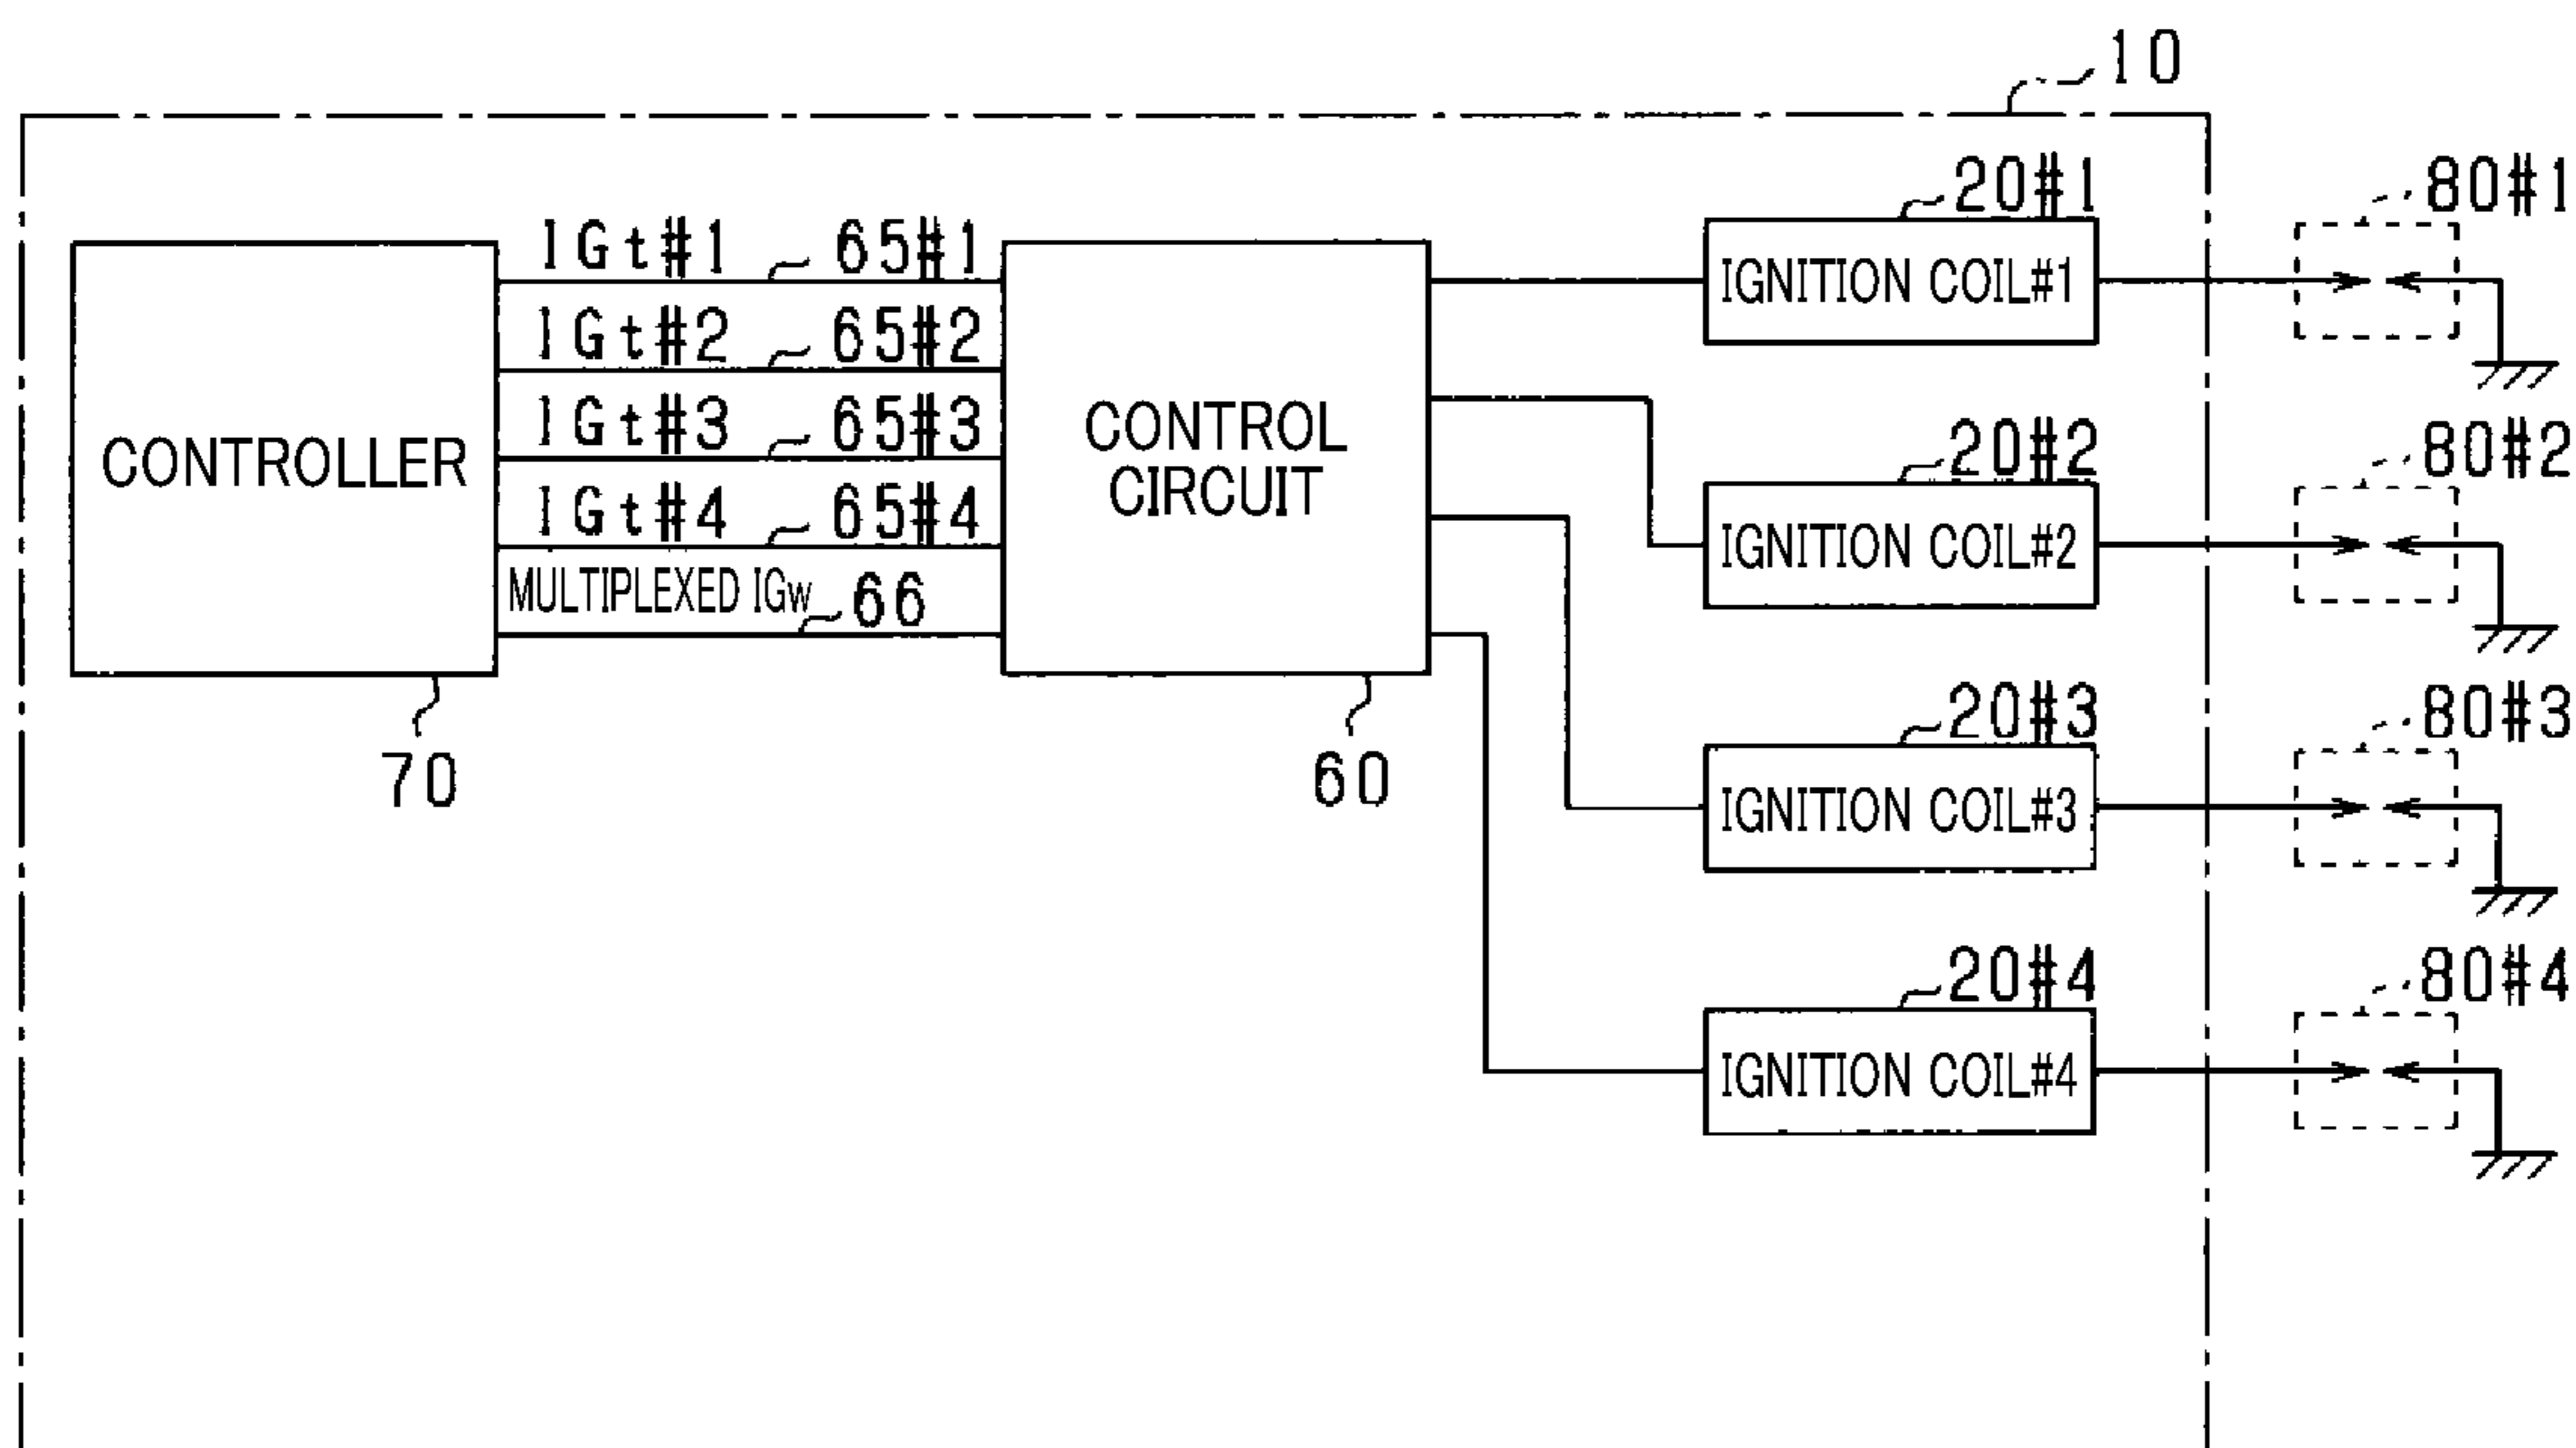 10
20#1
80#1
IGt#1 65#1
IGNITION COIL#1
IGt#2 65#2
IGt#3 65#3
CONTROLLER
CONTROL
CIRCUIT
20#2
80#2
IGt#4 65#4
IGNITION COIL#2
MULTIPLEXED IGw 66
70
60
20#3
80#3
IGNITION COIL#3
20#4
80#4
IGNITION COIL#4